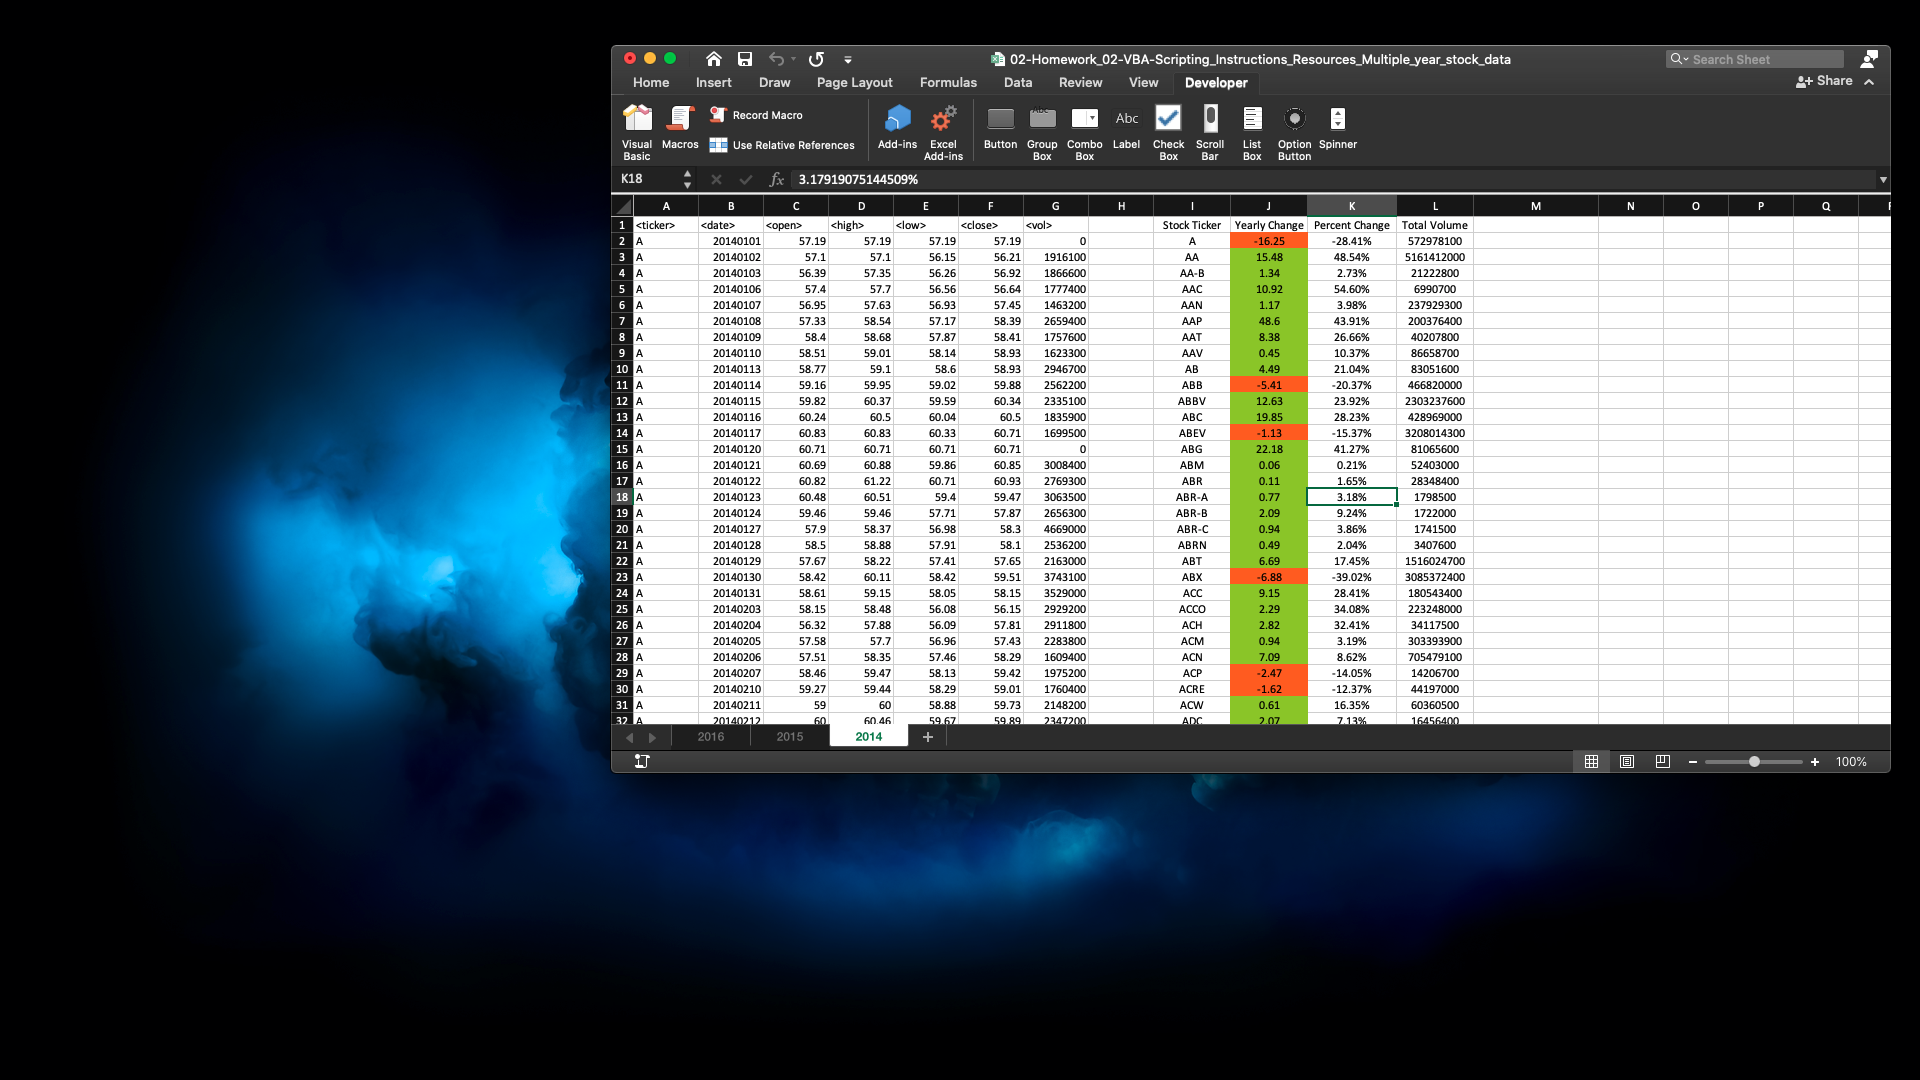 02-Homework_02-VBA-Scripting_Instructions_Resources_Multiple_year_stock_data
Search Sheet
Home Insert Draw Page Layout Formulas Data Review View Developer
Share
Visual Basic
Macros
Record Macro
Use Relative References
Add-ins
Excel Add-ins
Button
Group Box
Combo Box
Label
Check Box
Scroll Bar
List Box
Option Button
Spinner
Abc
K18 fx 3.17919075144509%
A B C D E F G H I J K L M N O P Q
1 <ticker> <date> <open> <high> <low> <close> <vol> Stock Ticker Yearly Change Percent Change Total Volume
2 A 20140101 57.19 57.19 57.19 57.19 0 A -16.25 -28.41% 572978100
3 A 20140102 57.1 57.1 56.15 56.21 1916100 AA 15.48 48.54% 5161412000
4 A 20140103 56.39 57.35 56.26 56.92 1866600 AA-B 1.34 2.73% 21222800
5 A 20140106 57.4 57.7 56.56 56.64 1777400 AAC 10.92 54.60% 6990700
6 A 20140107 56.95 57.63 56.93 57.45 1463200 AAN 1.17 3.98% 237929300
7 A 20140108 57.33 58.54 57.17 58.39 2659400 AAP 48.6 43.91% 200376400
8 A 20140109 58.4 58.68 57.87 58.41 1757600 AAT 8.38 26.66% 40207800
9 A 20140110 58.51 59.01 58.14 58.93 1623300 AAV 0.45 10.37% 86658700
10 A 20140113 58.77 59.1 58.6 58.93 2946700 AB 4.49 21.04% 83051600
11 A 20140114 59.16 59.95 59.02 59.88 2562200 ABB -5.41 -20.37% 466820000
12 A 20140115 59.82 60.37 59.59 60.34 2335100 ABBV 12.63 23.92% 2303237600
13 A 20140116 60.24 60.5 60.04 60.5 1835900 ABC 19.85 28.23% 428969000
14 A 20140117 60.83 60.83 60.33 60.71 1699500 ABEV -1.13 -15.37% 3208014300
15 A 20140120 60.71 60.71 60.71 60.71 0 ABG 22.18 41.27% 81065600
16 A 20140121 60.69 60.88 59.86 60.85 3008400 ABM 0.06 0.21% 52403000
17 A 20140122 60.82 61.22 60.71 60.93 2769300 ABR 0.11 1.65% 28348400
18 A 20140123 60.48 60.51 59.4 59.47 3063500 ABR-A 0.77 3.18% 1798500
19 A 20140124 59.46 59.46 57.71 57.87 2656300 ABR-B 2.09 9.24% 1722000
20 A 20140127 57.9 58.37 56.98 58.3 4669000 ABR-C 0.94 3.86% 1741500
21 A 20140128 58.5 58.88 57.91 58.1 2536200 ABRN 0.49 2.04% 3407600
22 A 20140129 57.67 58.22 57.41 57.65 2163000 ABT 6.69 17.45% 1516024700
23 A 20140130 58.42 60.11 58.42 59.51 3743100 ABX -6.88 -39.02% 3085372400
24 A 20140131 58.61 59.15 58.05 58.15 3529000 ACC 9.15 28.41% 180543400
25 A 20140203 58.15 58.48 56.08 56.15 2929200 ACCO 2.29 34.08% 223248000
26 A 20140204 56.32 57.88 56.09 57.81 2911800 ACH 2.82 32.41% 34117500
27 A 20140205 57.58 57.7 56.96 57.43 2283800 ACM 0.94 3.19% 303393900
28 A 20140206 57.51 58.35 57.46 58.29 1609400 ACN 7.09 8.62% 705479100
29 A 20140207 58.46 59.47 58.13 59.42 1975200 ACP -2.47 -14.05% 14206700
30 A 20140210 59.27 59.44 58.29 59.01 1760400 ACRE -1.62 -12.37% 44197000
31 A 20140211 59 60 58.88 59.73 2148200 ACW 0.61 16.35% 60360500
32 A 20140212 60 60.46 59.67 59.89 2347200 ADC 2.07 7.13% 16456400
2016 2015 2014 +
100%